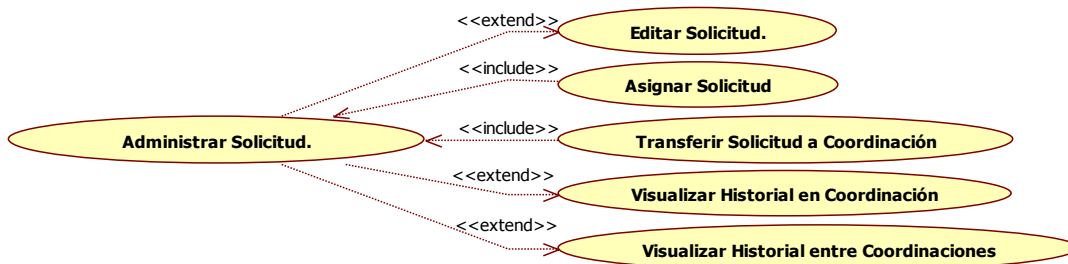 <<extend>>
Editar Solicitud.
<<include>>
Asignar Solicitud
Administrar Solicitud.
<<include>>
Transferir Solicitud a Coordinación
<<extend>>
Visualizar Historial en Coordinación
<<extend>>
Visualizar Historial entre Coordinaciones